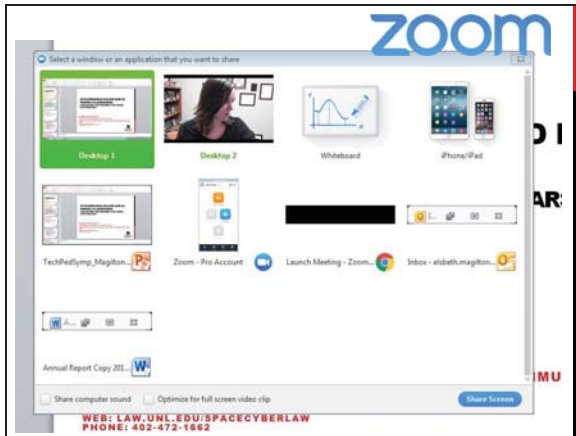 zoom
Select a window or an application that you want to share
Desktop 1
Desktop 2
Whiteboard
iPhone/iPad
TechPedSymp_Magilton...
Zoom - Pro Account
Launch Meeting - Zoom...
Inbox - elsbeth.magilton...
Annual Report Copy 201...
Share computer sound
Optimize for full screen video clip
Share Screen
WEB: LAW.UNL.EDU/SPACECYBERLAW
PHONE: 402-472-1662